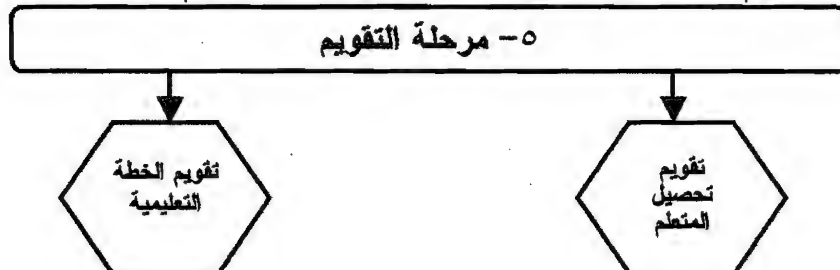 ٥- مرحلة التقويم
تقويم
تحصيل
المتعلم
تقويم الخطة
التعليمية